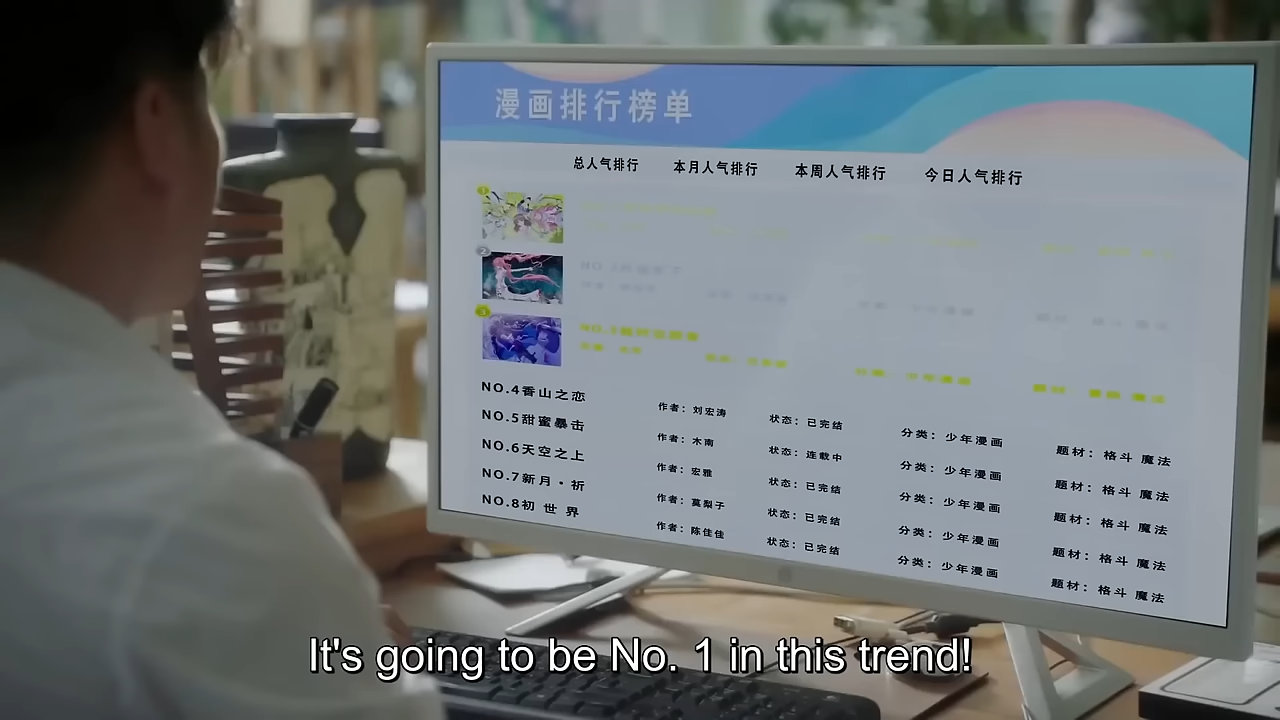 漫画排行榜单
总人气排行 本月人气排行 本周人气排行 今日人气排行
1
2
3
NO.4香山之恋 作者：刘宏涛 状态：已完结 分类：少年漫画 题材：格斗 魔法
NO.5甜蜜暴击 作者：木南 状态：连载中 分类：少年漫画 题材：格斗 魔法
NO.6天空之上 作者：宏雅 状态：已完结 分类：少年漫画 题材：格斗 魔法
NO.7新月·祈 作者：莫梨子 状态：已完结 分类：少年漫画 题材：格斗 魔法
NO.8初 世界 作者：陈佳佳 状态：已完结 分类：少年漫画 题材：格斗 魔法
It's going to be No. 1 in this trend!